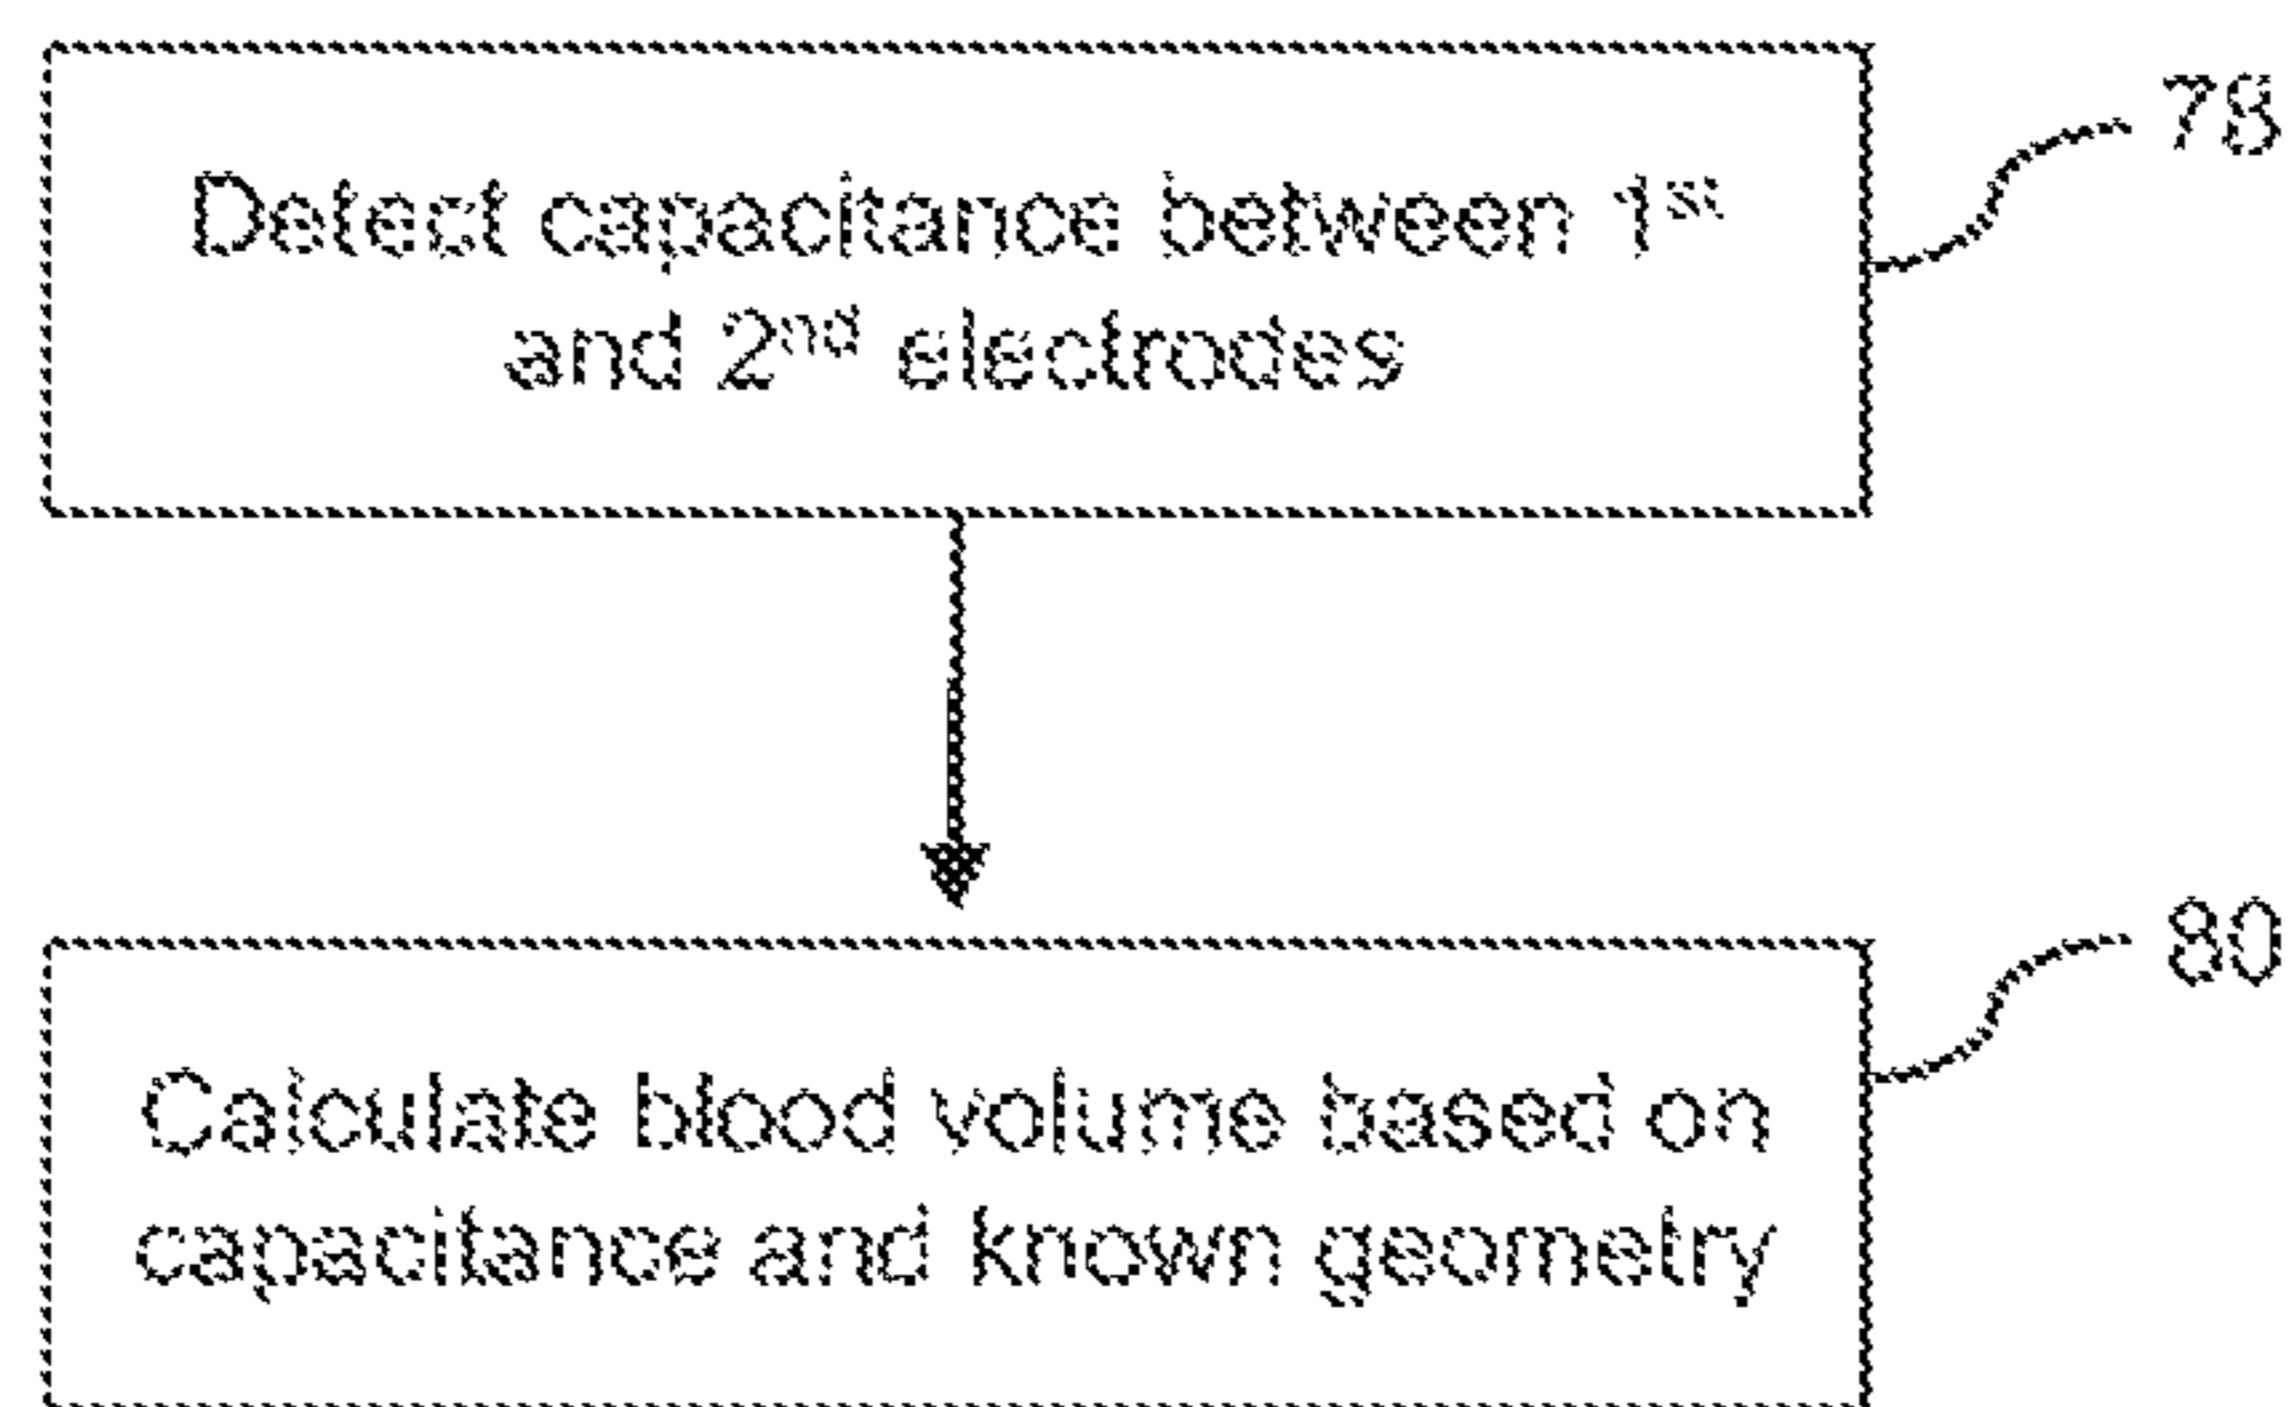 78
Detect capacitance between 1st
and 2nd electrodes
80
Calculate blood volume based on
capacitance and known geometry